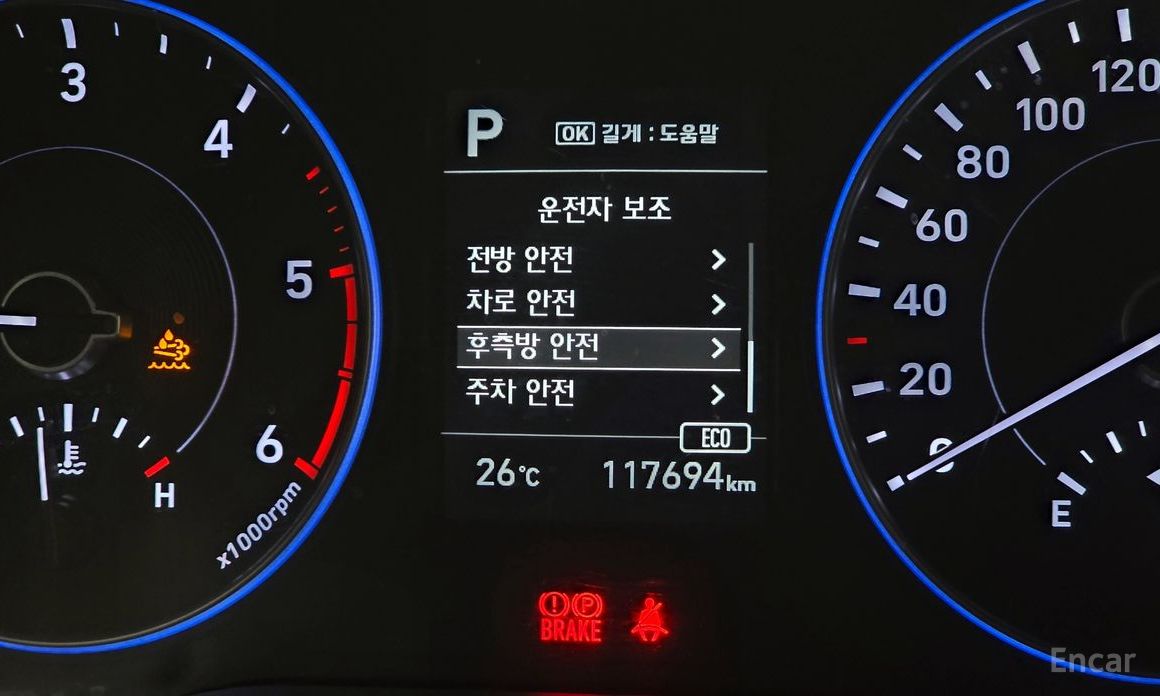 3
4
5
6
x1000rpm
H
P
OK 길게 : 도움말
운전자 보조
전방 안전
차로 안전
후측방 안전
주차 안전
ECO
26°C
117694km
BRAKE
P
120
100
80
60
40
20
0
E
Encar